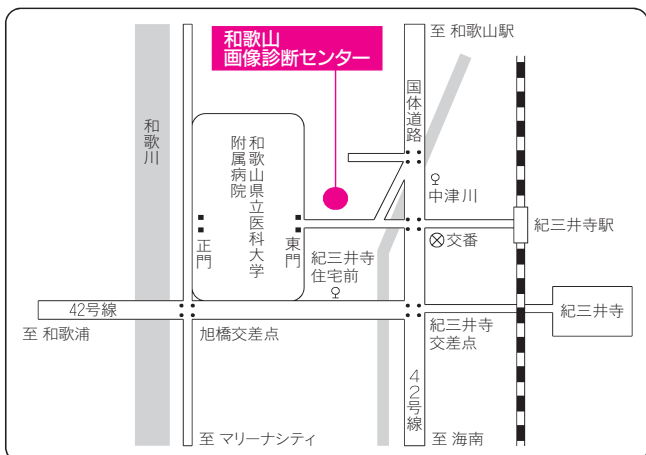 和歌山
画像診断センター
至 和歌山駅
国体道路
和歌川
和歌山県立医科大学
附属病院
中津川
正門
東門
紀三井寺
住宅前
交番
紀三井寺駅
42号線
至 和歌浦
旭橋交差点
紀三井寺
交差点
紀三井寺
42号線
至 マリーナシティ
至 海南